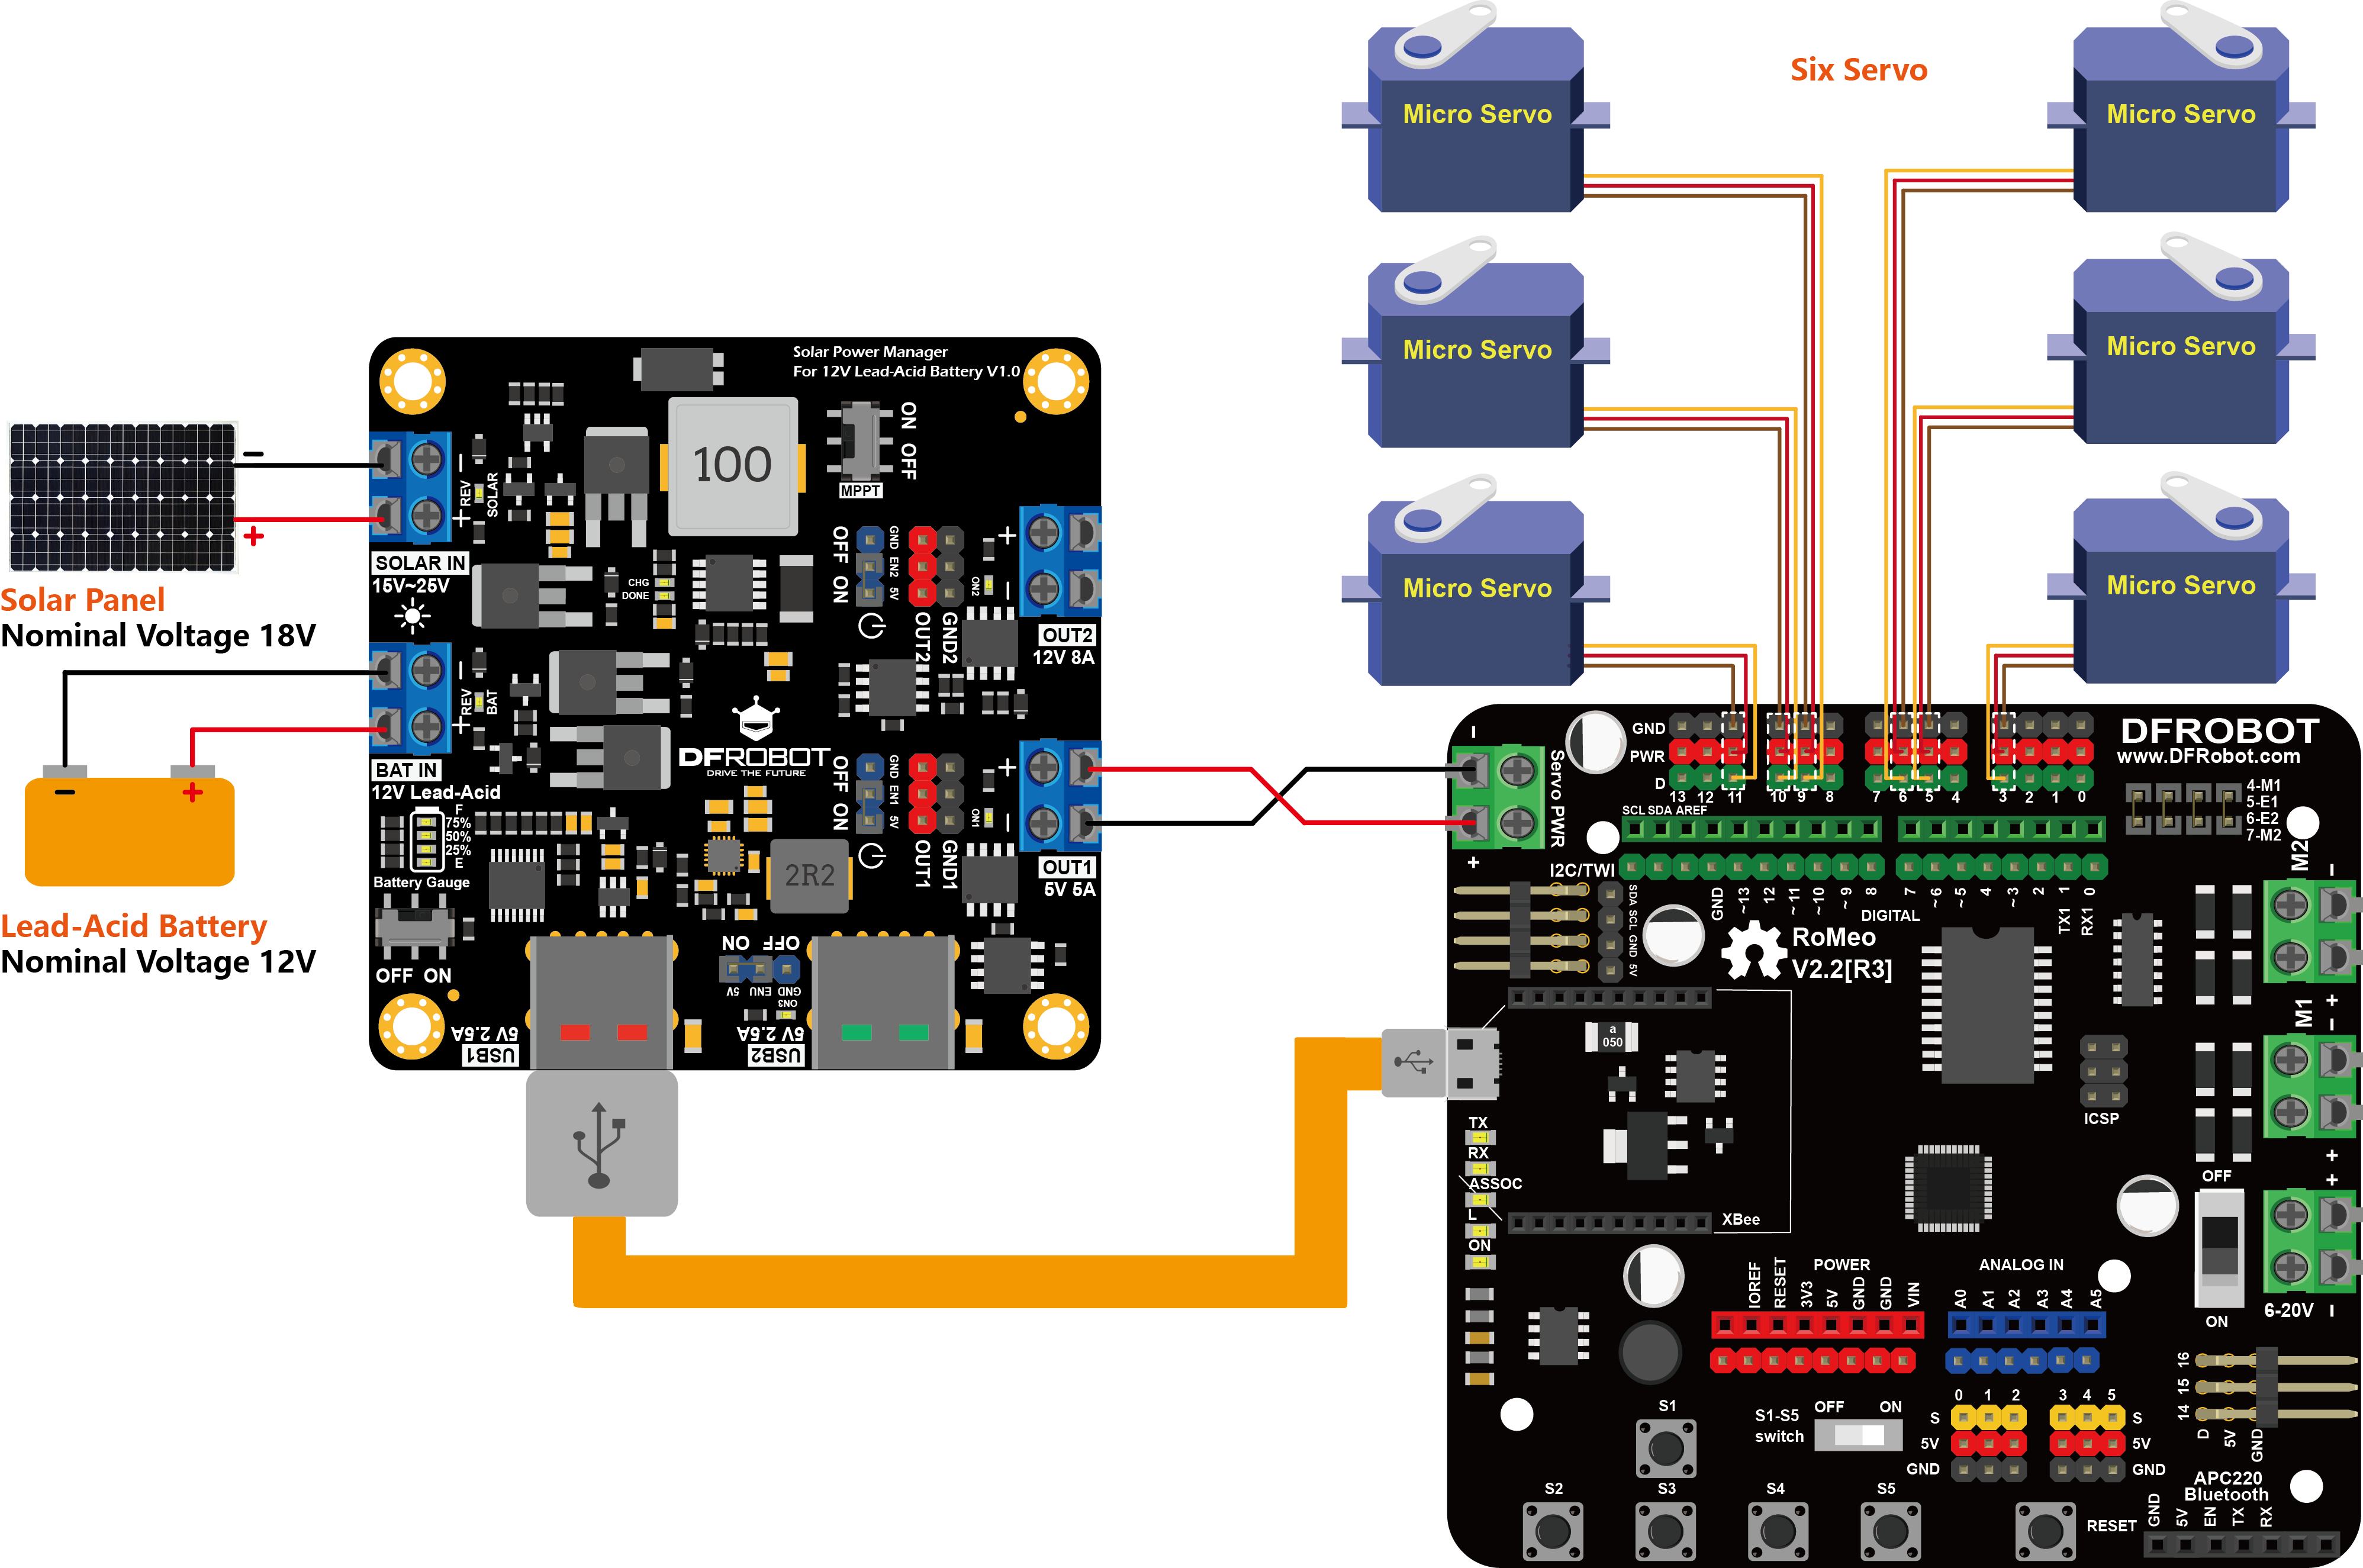 Six Servo
Micro Servo
Micro Servo
Micro Servo
Micro Servo
Micro Servo
Micro Servo
Solar Panel
Nominal Voltage 18V
Lead-Acid Battery
Nominal Voltage 12V
-
+
-
+
Solar Power Manager
For 12V Lead-Acid Battery V1.0
100
ON OFF
MPPT
REV
SOLAR
- +
SOLAR IN
15V~25V
CHG
DONE
OFF ON
GND EN2 5V
OUT2
GND2
ON2
+ -
OUT2
12V 8A
REV
BAT
- +
BAT IN
12V Lead-Acid
F
75%
50%
25%
E
Battery Gauge
OFF ON
DFROBOT
DRIVE THE FUTURE
OFF ON
GND EN1 5V
OUT1
GND1
ON1
+ -
OUT1
5V 5A
2R2
ON OFF
5V ENU GND
ON3
5V 2.5A
USB1
5V 2.5A
USB2
-
Servo PWR
+
GND
PWR
D
13 12 11 10 9 8 7 6 5 4 3 2 1 0
DFROBOT
www.DFRobot.com
4-M1
5-E1
6-E2
7-M2
SCL SDA AREF
I2C/TWI
SDA SCL GND 5V
GND ~13 12 ~11 ~10 ~9 8 7 ~6 ~5 4 ~3 2 TX1 1 RX1 0
DIGITAL
RoMeo
V2.2[R3]
M2
- +
M1
- +
a
050
ICSP
TX
RX
ASSOC
L
ON
XBee
OFF
ON
+
6-20V -
POWER
IOREF RESET 3V3 5V GND GND VIN
ANALOG IN
A0 A1 A2 A3 A4 A5
0 1 2 3 4 5
S S
5V 5V
GND GND
S1-S5
switch
OFF ON
S1
S2 S3 S4 S5
RESET
16
15
14
D 5V GND
APC220
Bluetooth
GND 5V EN TX RX